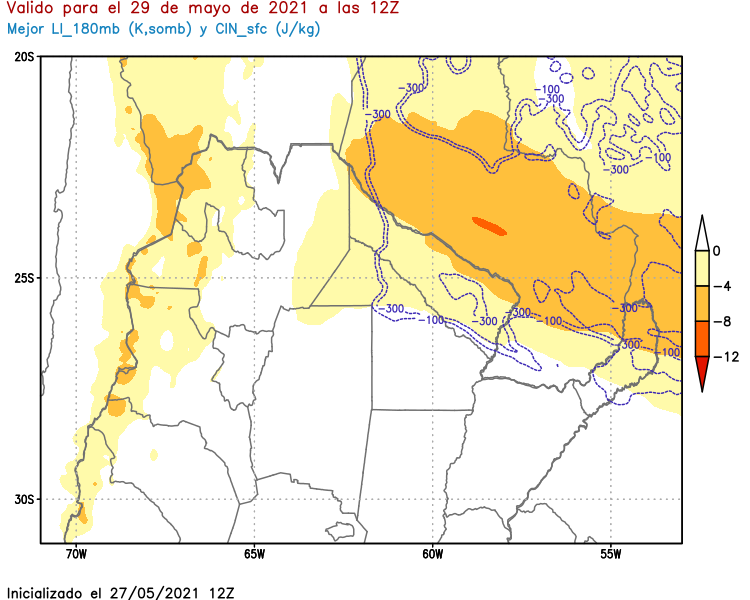 Valido para el 29 de mayo de 2021 a las 12Z
Mejor LI_180mb (K,somb) y CIN_sfc (J/kg)
20S
25S
30S
70W
65W
60W
55W
-300
-300
-100
-300
-100
-300
-300
-100
-300
-300
-100
-300
-300
-100
0
-4
-8
-12
Inicializado el 27/05/2021 12Z